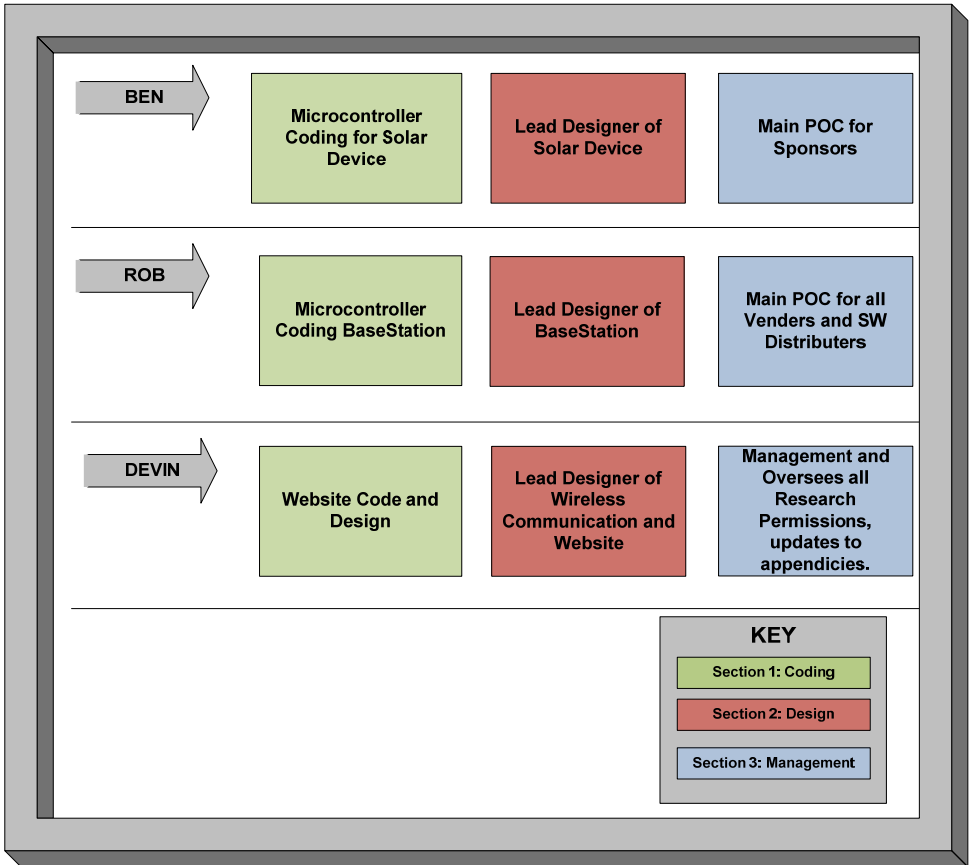 BEN
Microcontroller
Coding for Solar
Device
Lead Designer of
Solar Device
Main POC for
Sponsors
ROB
Microcontroller
Coding BaseStation
Lead Designer of
BaseStation
Main POC for all
Venders and SW
Distributers
DEVIN
Website Code and
Design
Lead Designer of
Wireless
Communication and
Website
Management and
Oversees all
Research
Permissions,
updates to
appendicies.
KEY
Section 1: Coding
Section 2: Design
Section 3: Management